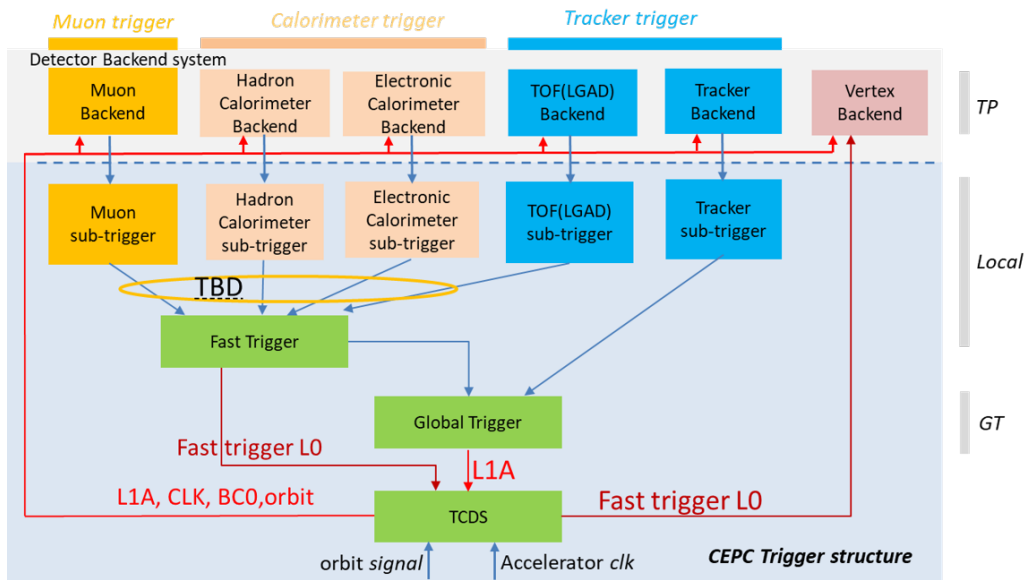 Muon trigger
Calorimeter trigger
Tracker trigger
Detector Backend system
Muon
Backend
Hadron
Calorimeter
Backend
Electronic
Calorimeter
Backend
TOF(LGAD)
Backend
Tracker
Backend
Vertex
Backend
TP
Muon
sub-trigger
Hadron
Calorimeter
sub-trigger
Electronic
Calorimeter
sub-trigger
TOF(LGAD)
sub-trigger
Tracker
sub-trigger
Local
TBD
Fast Trigger
Global Trigger
GT
Fast trigger L0
L1A
L1A, CLK, BC0,orbit
TCDS
Fast trigger L0
orbit signal
Accelerator clk
CEPC Trigger structure